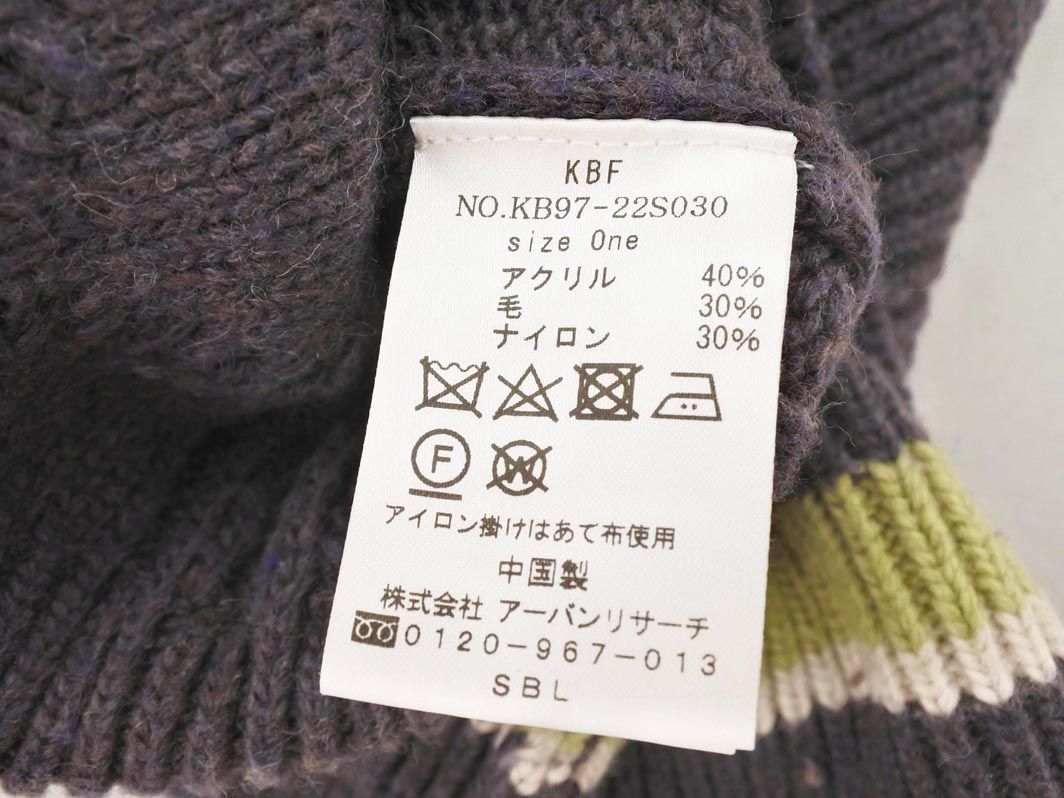 KBF
NO.KB97-22S030
size One
アクリル 40%
毛 30%
ナイロン 30%
F W
アイロン掛けはあて布使用
中国製
株式会社 アーバンリサーチ
0120-967-013
SBL